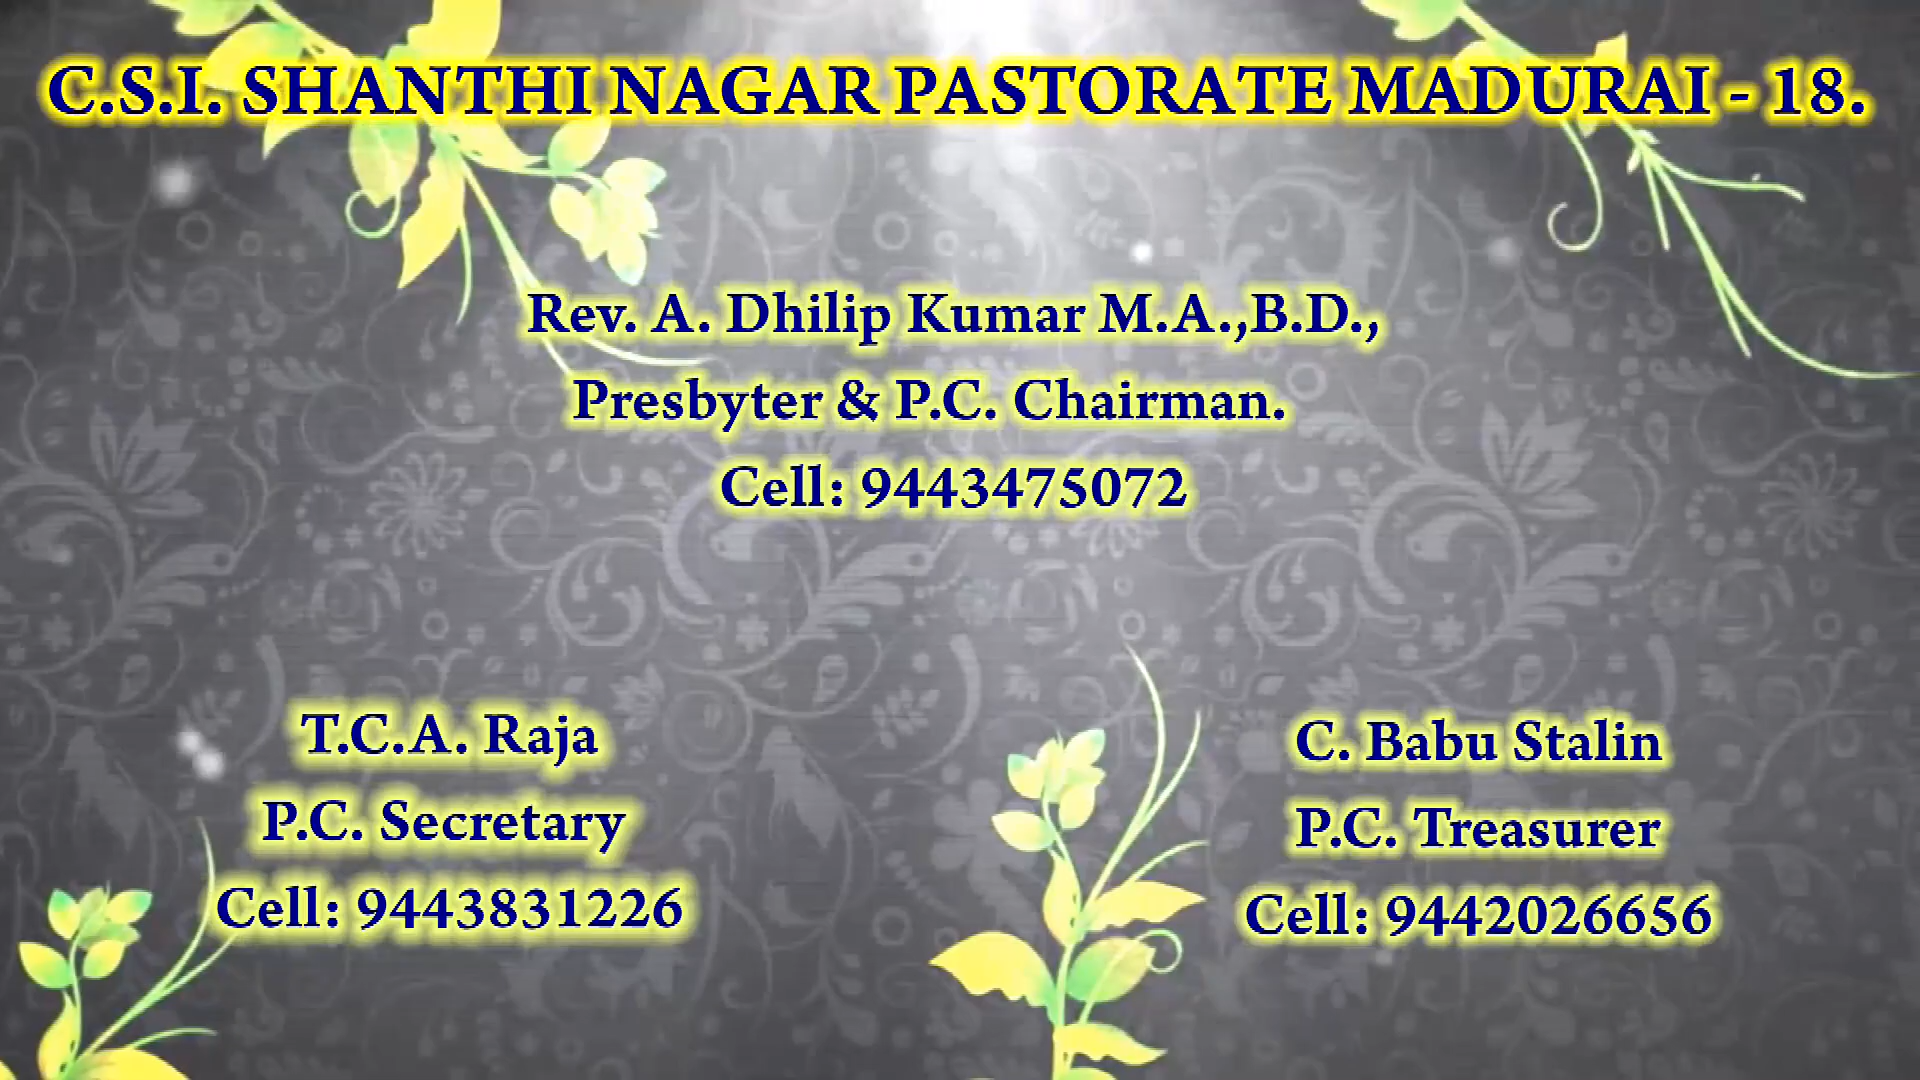 C.S.I. SHANTHI NAGAR PASTORATE MADURAI - 18.
Rev. A. Dhilip Kumar M.A.,B.D.,
Presbyter & P.C. Chairman.
Cell: 9443475072
T.C.A. Raja
P.C. Secretary
Cell: 9443831226
C. Babu Stalin
P.C. Treasurer
Cell: 9442026656